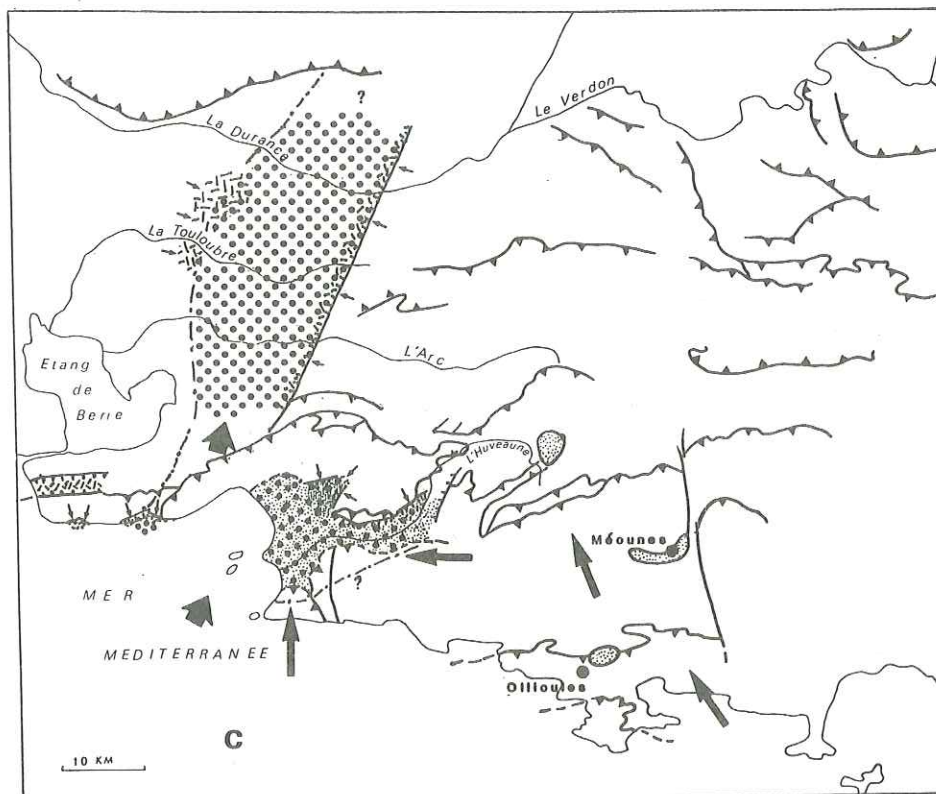 ?
Le Verdon
La Durance
La Touloubre
L'Arc
Etang
de
Berre
L'Huveaune
Méounes
?
MER
MEDITERRANEE
Ollioules
C
10 KM